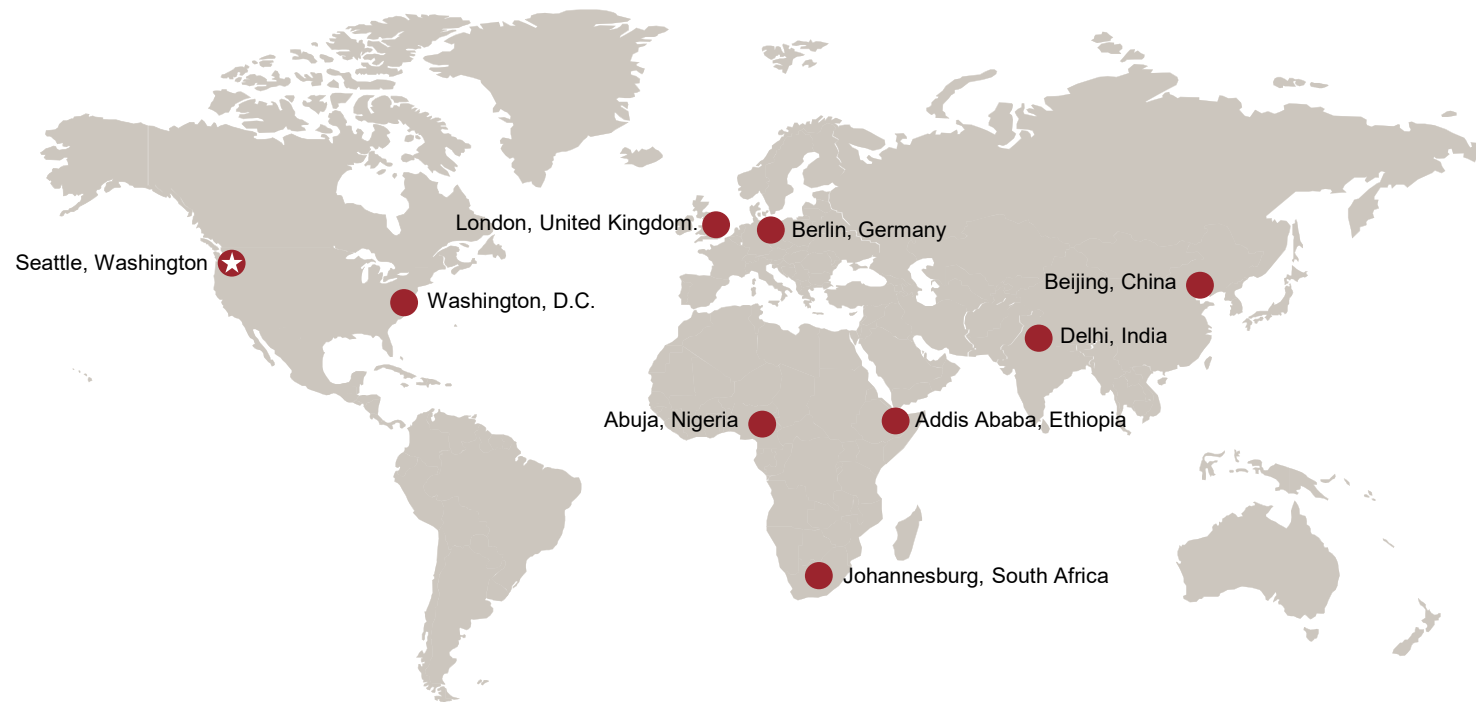 London, United Kingdom.
Berlin, Germany
Seattle, Washington
Beijing, China
Washington, D.C.
Delhi, India
Abuja, Nigeria
Addis Ababa, Ethiopia
Johannesburg, South Africa